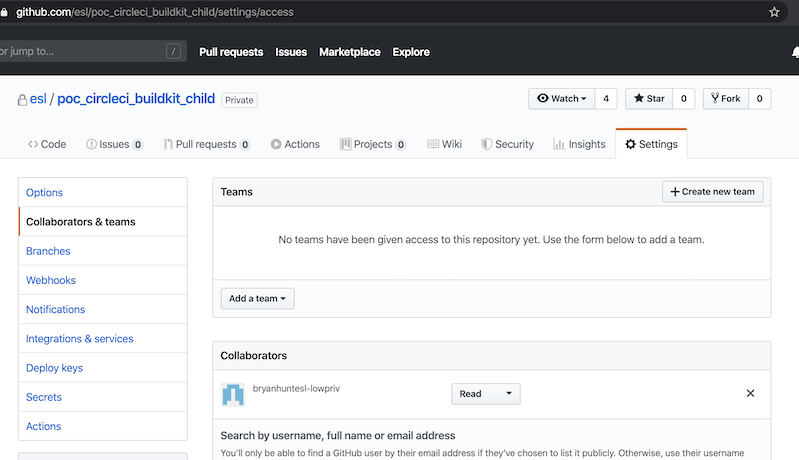 github.com/esl/poc_circleci_buildkit_child/settings/access
or jump to... /
Pull requests Issues Marketplace Explore
esl / poc_circleci_buildkit_child Private
Watch 4 Star 0 Fork 0
Code Issues 0 Pull requests 0 Actions Projects 0 Wiki Security Insights Settings
Options
Collaborators & teams
Branches
Webhooks
Notifications
Integrations & services
Deploy keys
Secrets
Actions
Teams
Create new team
No teams have been given access to this repository yet. Use the form below to add a team.
Add a team
Collaborators
bryanhuntesl-lowpriv
Read
Search by username, full name or email address
You'll only be able to find a GitHub user by their email address if they've chosen to list it publicly. Otherwise, use their username